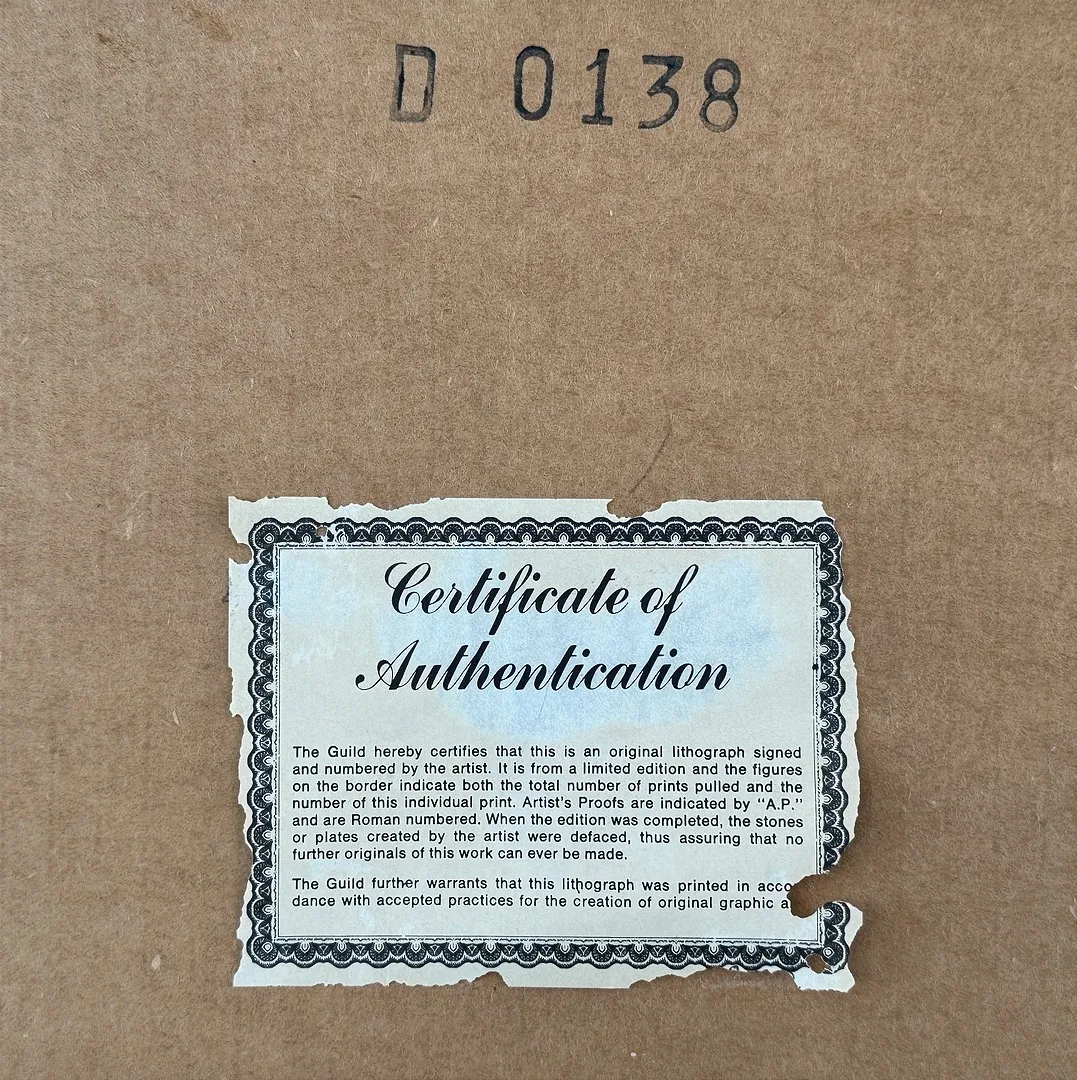 D 0138
Certificate of
Authentication
The Guild hereby certifies that this is an original lithograph signed
and numbered by the artist. It is from a limited edition and the figures
on the border indicate both the total number of prints pulled and the
number of this individual print. Artist's Proofs are indicated by “A.P.”
and are Roman numbered. When the edition was completed, the stones
or plates created by the artist were defaced, thus assuring that no
further originals of this work can ever be made.
The Guild further warrants that this lithograph was printed in acco
dance with accepted practices for the creation of original graphic a